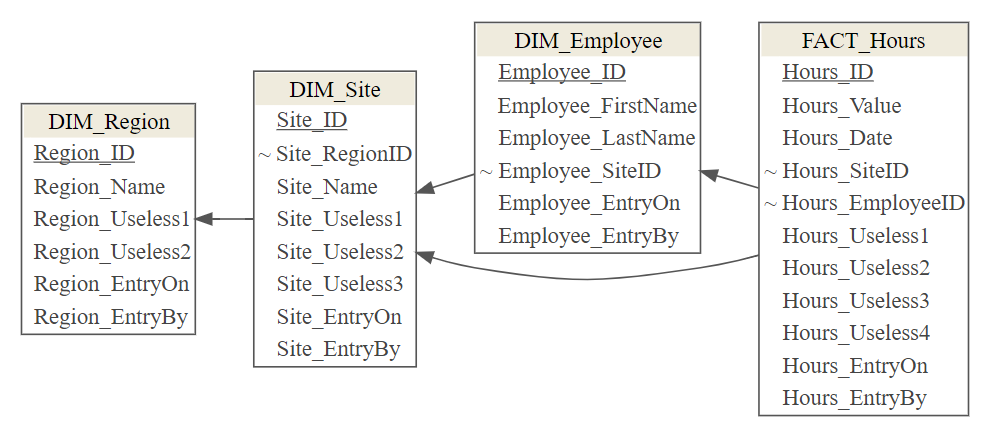 DIM_Region
Region_ID
Region_Name
Region_Useless1
Region_Useless2
Region_EntryOn
Region_EntryBy
DIM_Site
Site_ID
~ Site_RegionID
Site_Name
Site_Useless1
Site_Useless2
Site_Useless3
Site_EntryOn
Site_EntryBy
DIM_Employee
Employee_ID
Employee_FirstName
Employee_LastName
~ Employee_SiteID
Employee_EntryOn
Employee_EntryBy
FACT_Hours
Hours_ID
Hours_Value
Hours_Date
~ Hours_SiteID
~ Hours_EmployeeID
Hours_Useless1
Hours_Useless2
Hours_Useless3
Hours_Useless4
Hours_EntryOn
Hours_EntryBy